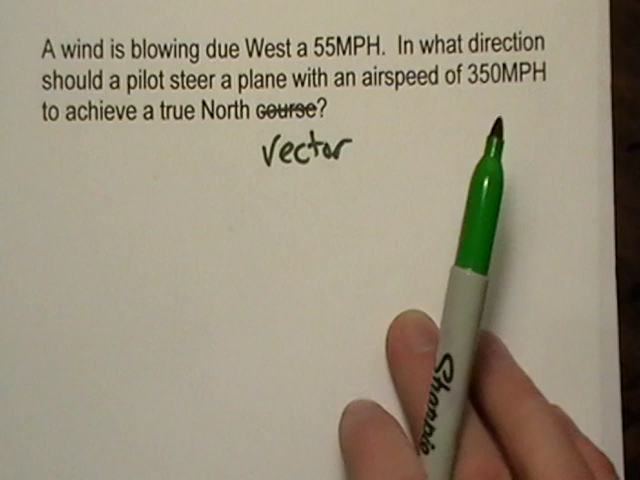 A wind is blowing due West a 55MPH. In what direction
should a pilot steer a plane with an airspeed of 350MPH
to achieve a true North course?
vector
Sharpie